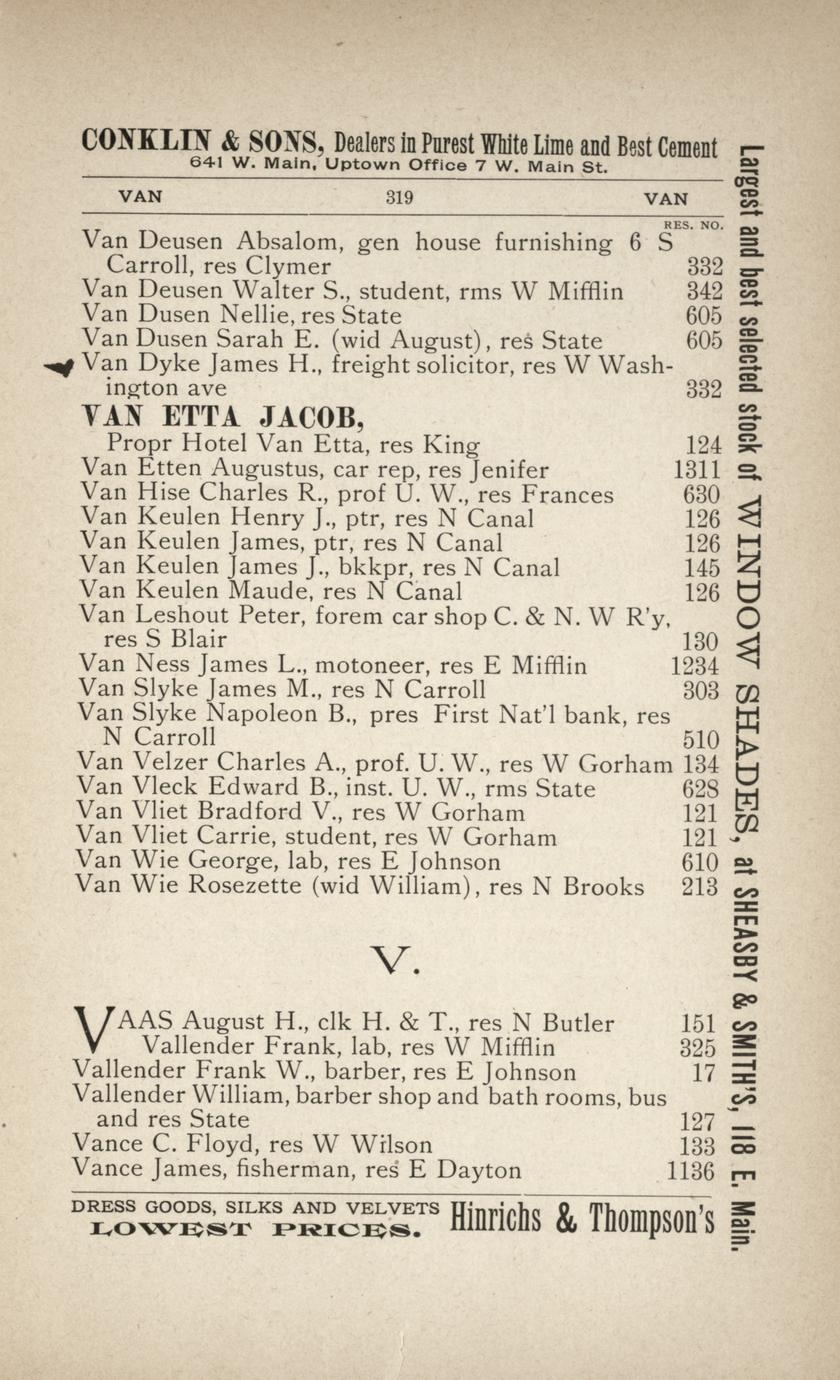 CONKLIN & SONS, Dealers in Purest White Lime and Best Cement
641 W. Main, Uptown Office 7 W. Main St.
VAN 319 VAN
RES. NO.
Van Deusen Absalom, gen house furnishing 6 S
Carroll, res Clymer 332
Van Deusen Walter S., student, rms W Mifflin 342
Van Dusen Nellie, res State 605
Van Dusen Sarah E. (wid August), res State 605
Van Dyke James H., freight solicitor, res W Wash-
ington ave 332
VAN ETTA JACOB,
Propr Hotel Van Etta, res King 124
Van Etten Augustus, car rep, res Jenifer 1311
Van Hise Charles R., prof U. W., res Frances 630
Van Keulen Henry J., ptr, res N Canal 126
Van Keulen James, ptr, res N Canal 126
Van Keulen James J., bkkpr, res N Canal 145
Van Keulen Maude, res N Canal 126
Van Leshout Peter, forem car shop C. & N. W R'y,
res S Blair 130
Van Ness James L., motoneer, res E Mifflin 1234
Van Slyke James M., res N Carroll 303
Van Slyke Napoleon B., pres First Nat'l bank, res
N Carroll 510
Van Velzer Charles A., prof. U. W., res W Gorham 134
Van Vleck Edward B., inst. U. W., rms State 628
Van Vliet Bradford V., res W Gorham 121
Van Vliet Carrie, student, res W Gorham 121
Van Wie George, lab, res E Johnson 610
Van Wie Rosezette (wid William), res N Brooks 213
V.
VAAS August H., clk H. & T., res N Butler 151
Vallender Frank, lab, res W Mifflin 325
Vallender Frank W., barber, res E Johnson 17
Vallender William, barber shop and bath rooms, bus
and res State 127
Vance C. Floyd, res W Wilson 133
Vance James, fisherman, res E Dayton 1136
DRESS GOODS, SILKS AND VELVETS
LOWEST PRICES.
Hinrichs & Thompson's
Largest and best selected stock of WINDOW SHADES, at SHEASBY & SMITH'S, 118 E. Main.